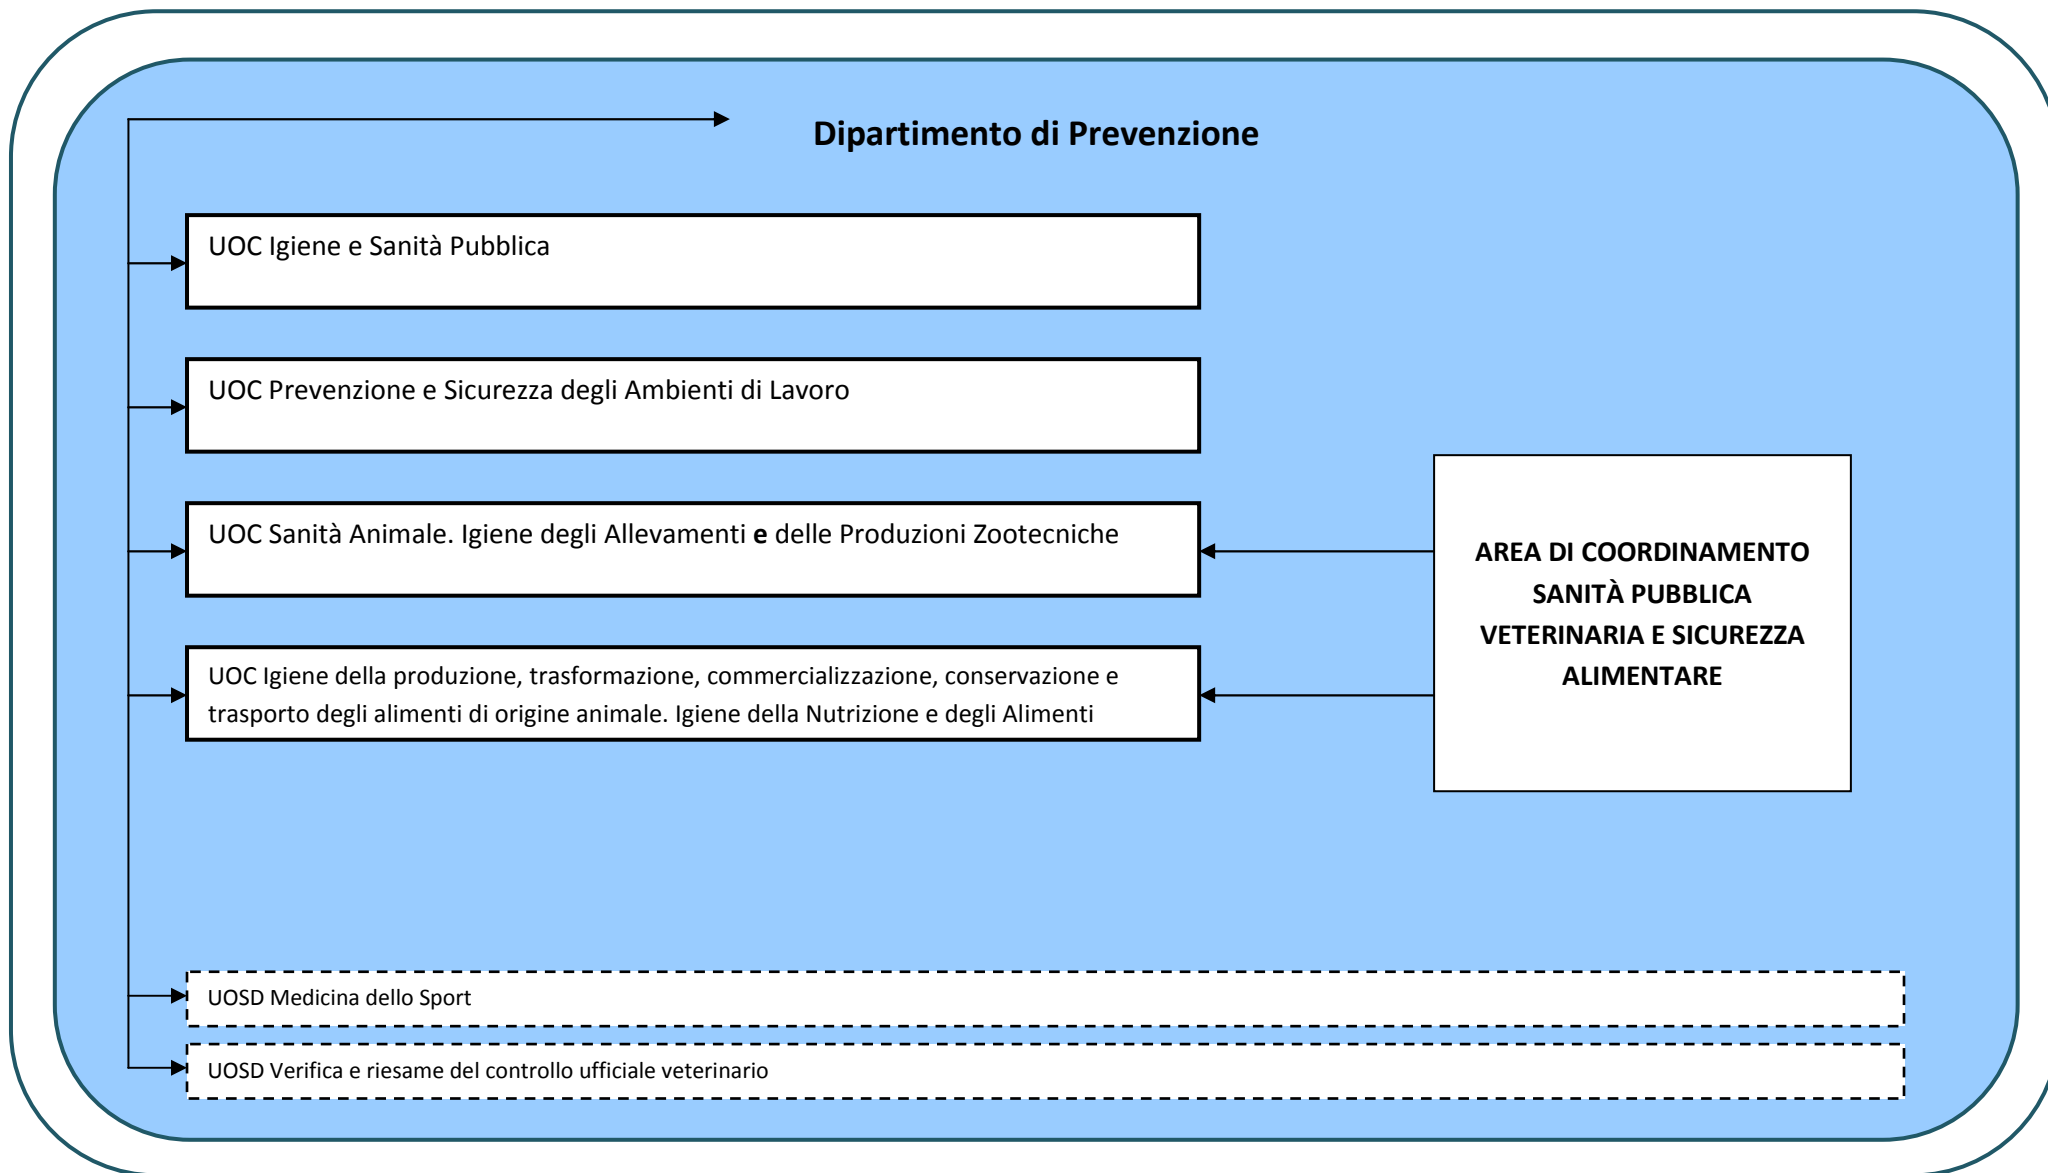 Dipartimento di Prevenzione
UOC Igiene e Sanità Pubblica
UOC Prevenzione e Sicurezza degli Ambienti di Lavoro
UOC Sanità Animale. Igiene degli Allevamenti e delle Produzioni Zootecniche
UOC Igiene della produzione, trasformazione, commercializzazione, conservazione e
trasporto degli alimenti di origine animale. Igiene della Nutrizione e degli Alimenti
AREA DI COORDINAMENTO
SANITÀ PUBBLICA
VETERINARIA E SICUREZZA
ALIMENTARE
UOSD Medicina dello Sport
UOSD Verifica e riesame del controllo ufficiale veterinario